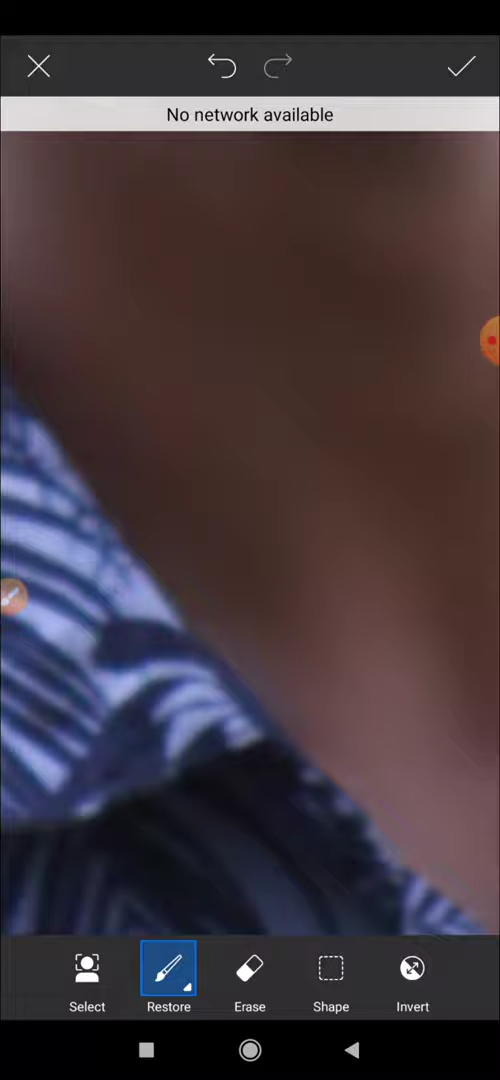 No network available
Select
Restore
Erase
Shape
Invert